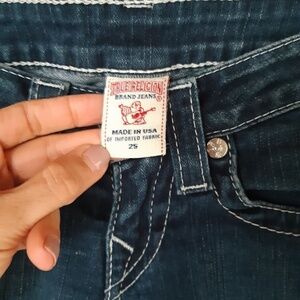 TRUE RELIGION
BRAND JEANS
MADE IN USA
OF IMPORTED FABRIC
25